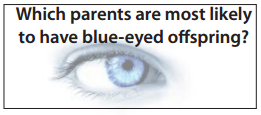 Which parents are most likely
to have blue-eyed offspring?